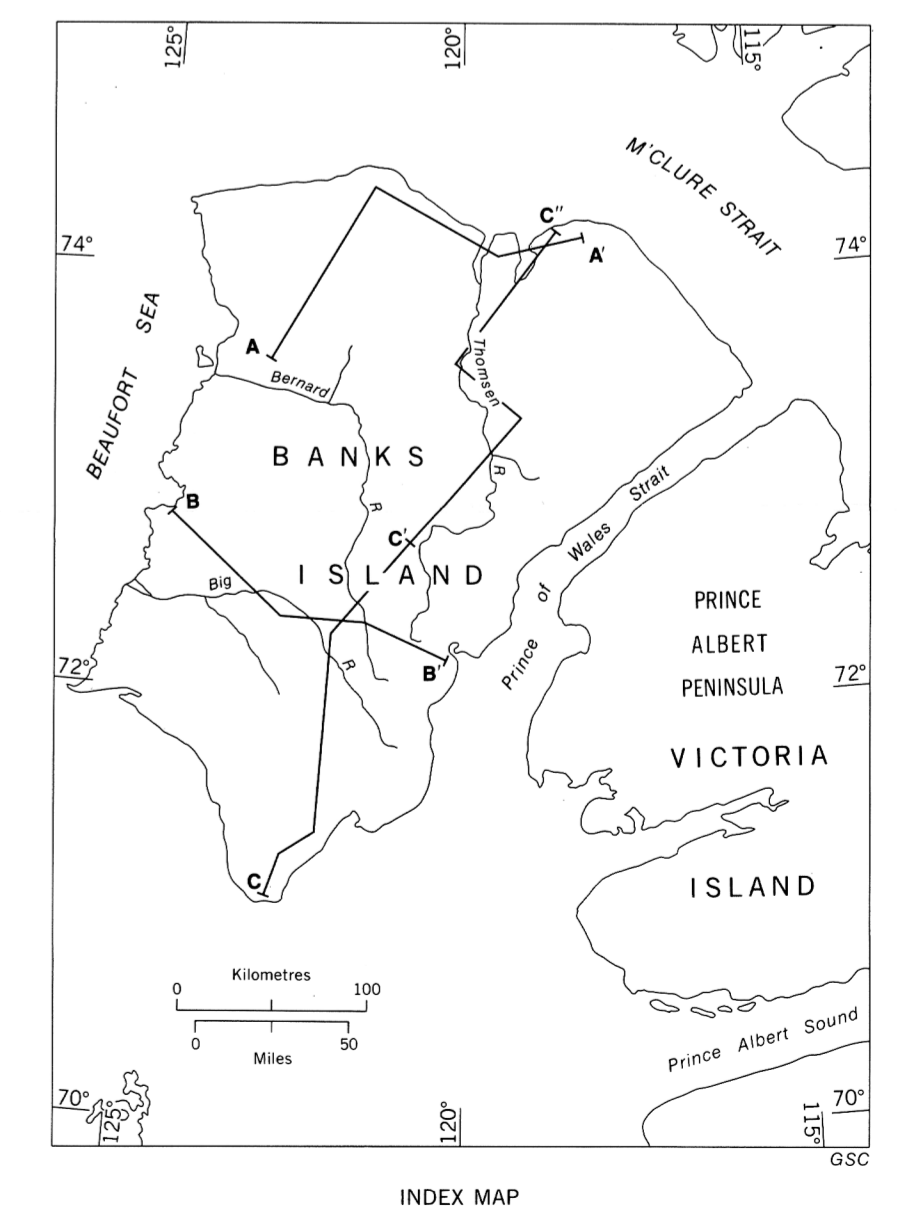 125°
120°
115°
M'CLURE STRAIT
C"
74°
74°
A'
BEAUFORT SEA
A
Thomsen
Bernard
BANKS
R
Strait
B
R
Wales
C'
Big
ISLAND
of
PRINCE
ALBERT
PENINSULA
Prince
R
72°
B'
72°
VICTORIA
C
ISLAND
Kilometres
0 100
0 50
Miles
Prince Albert Sound
70°
70°
125°
120°
115°
GSC
INDEX MAP